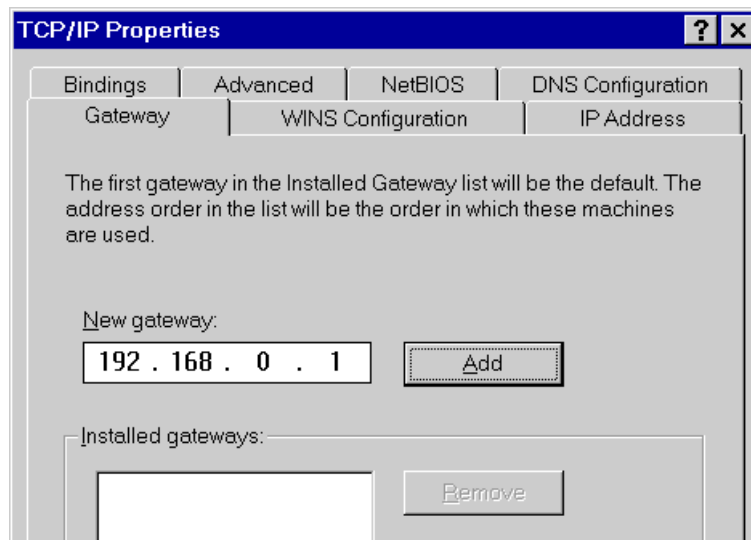 TCP/IP Properties
? ×
Bindings Advanced NetBIOS DNS Configuration
Gateway WINS Configuration IP Address
The first gateway in the Installed Gateway list will be the default. The
address order in the list will be the order in which these machines
are used.
New gateway:
192 . 168 . 0 . 1 Add
Installed gateways:
Remove